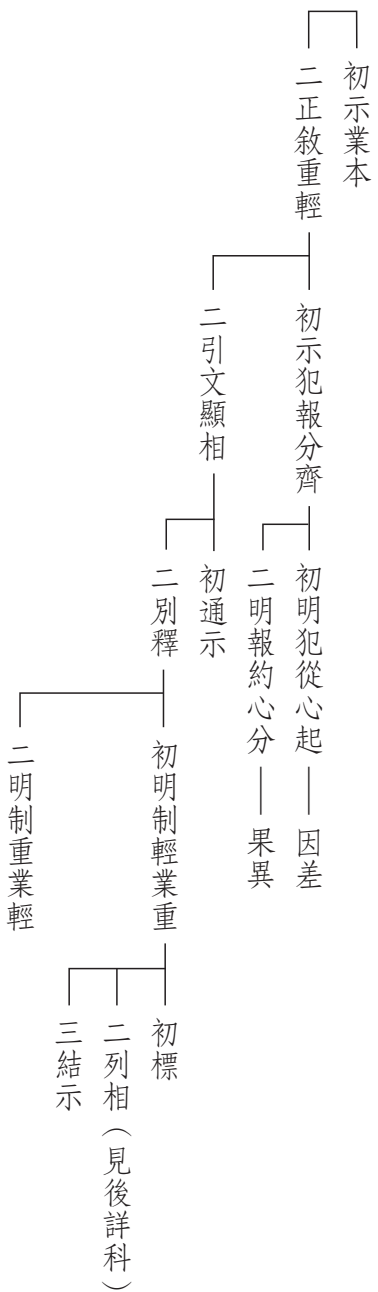 初示業本
二正敘重輕
初示犯報分齊
初明犯從心起
因差
二明報約心分
果異
二引文顯相
初通示
二別釋
初明制輕業重
初標
二列相（見後詳科）
三結示
二明制重業輕